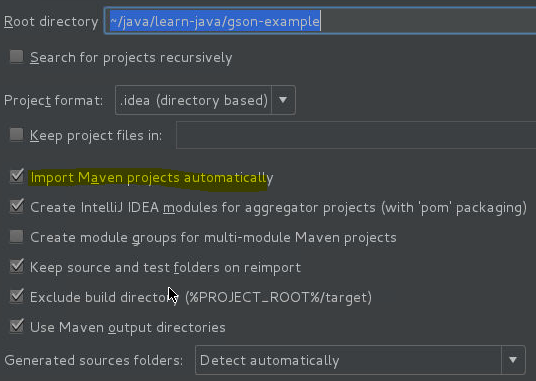 Root directory ~/java/learn-java/gson-example
Search for projects recursively
Project format: .idea (directory based)
Keep project files in:
Import Maven projects automatically
Create IntelliJ IDEA modules for aggregator projects (with 'pom' packaging)
Create module groups for multi-module Maven projects
Keep source and test folders on reimport
Exclude build directory (%PROJECT_ROOT%/target)
Use Maven output directories
Generated sources folders: Detect automatically